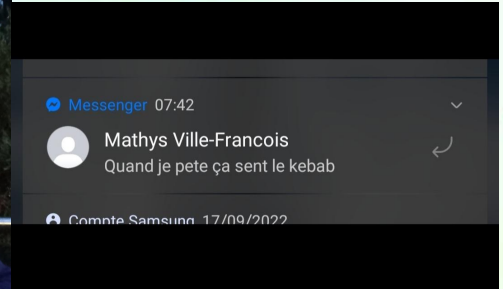 Messenger 07:42
Mathys Ville-Francois
Quand je pete ça sent le kebab
Compte Samsung 17/09/2022